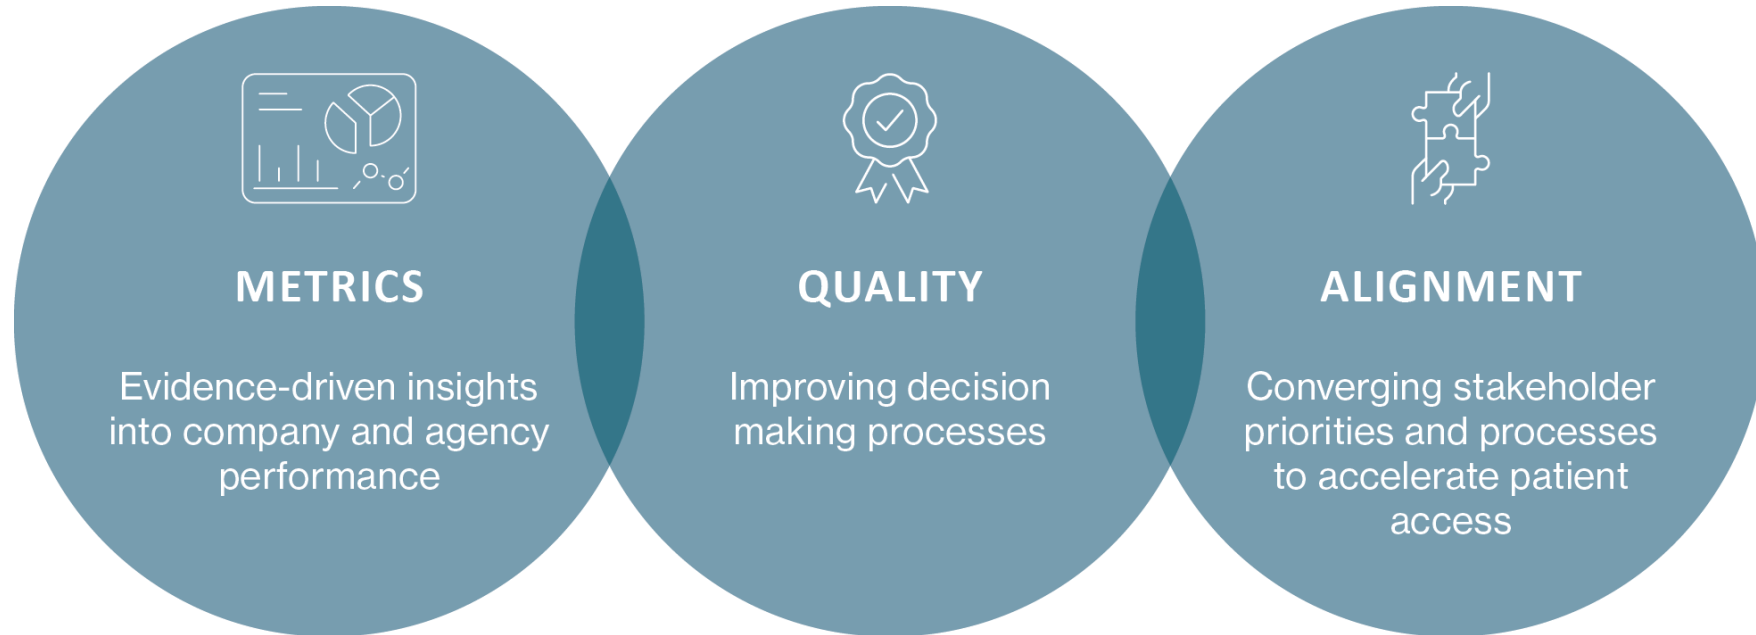 METRICS
Evidence-driven insights
into company and agency
performance
QUALITY
Improving decision
making processes
ALIGNMENT
Converging stakeholder
priorities and processes
to accelerate patient
access